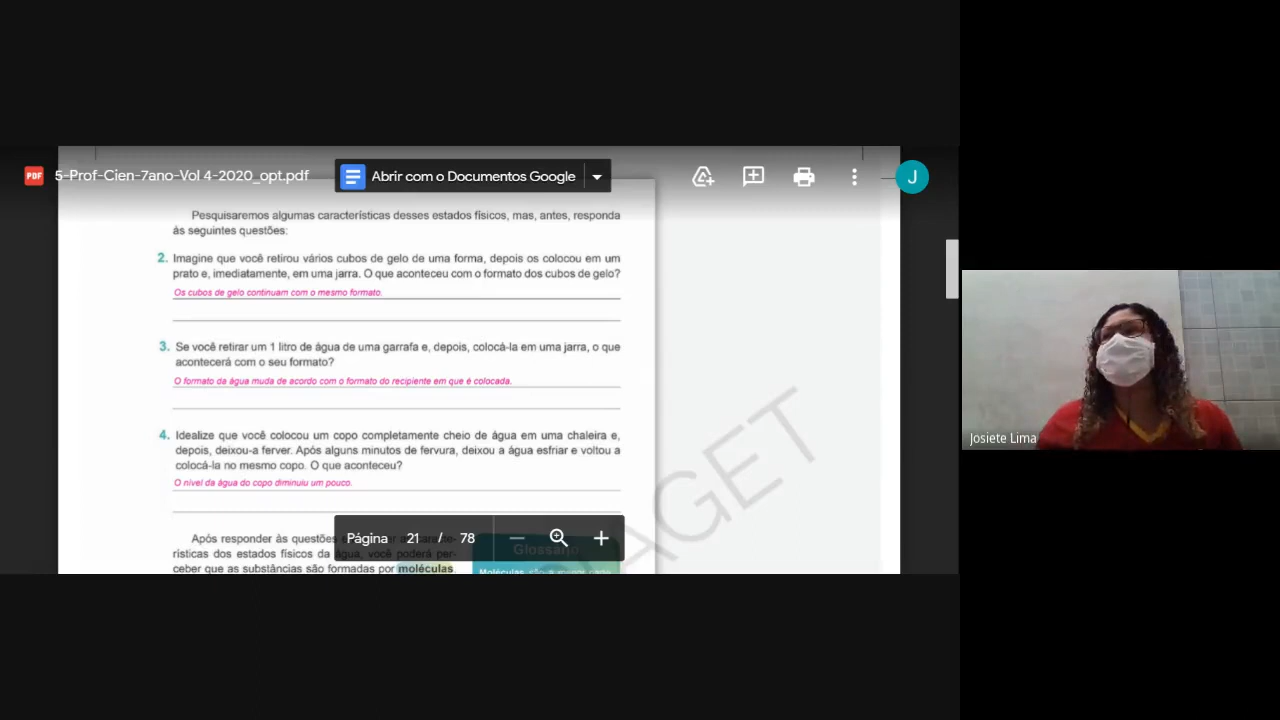 5-Prof-Cien-7ano-Vol 4-2020_opt.pdf
Abrir com o Documentos Google
J
Pesquisaremos algumas características desses estados físicos, mas, antes, responda
às seguintes questões:
2. Imagine que você retirou vários cubos de gelo de uma forma, depois os colocou em um
prato e, imediatamente, em uma jarra. O que aconteceu com o formato dos cubos de gelo?
Os cubos de gelo continuam com o mesmo formato.
3. Se você retirar um 1 litro de água de uma garrafa e, depois, colocá-la em uma jarra, o que
acontecerá com o seu formato?
O formato da água muda de acordo com o formato do recipiente em que é colocada.
4. Idealize que você colocou um copo completamente cheio de água em uma chaleira e,
depois, deixou-a ferver. Após alguns minutos de fervura, deixou a água esfriar e voltou a
colocá-la no mesmo copo. O que aconteceu?
O nível da água do copo diminuiu um pouco.
Após responder às questões
rísticas dos estados físicos da água, você poderá per-
ceber que as substâncias são formadas por moléculas.
Glossário
Moléculas
Página 21 / 78
AGET
PDF
Josiete Lima